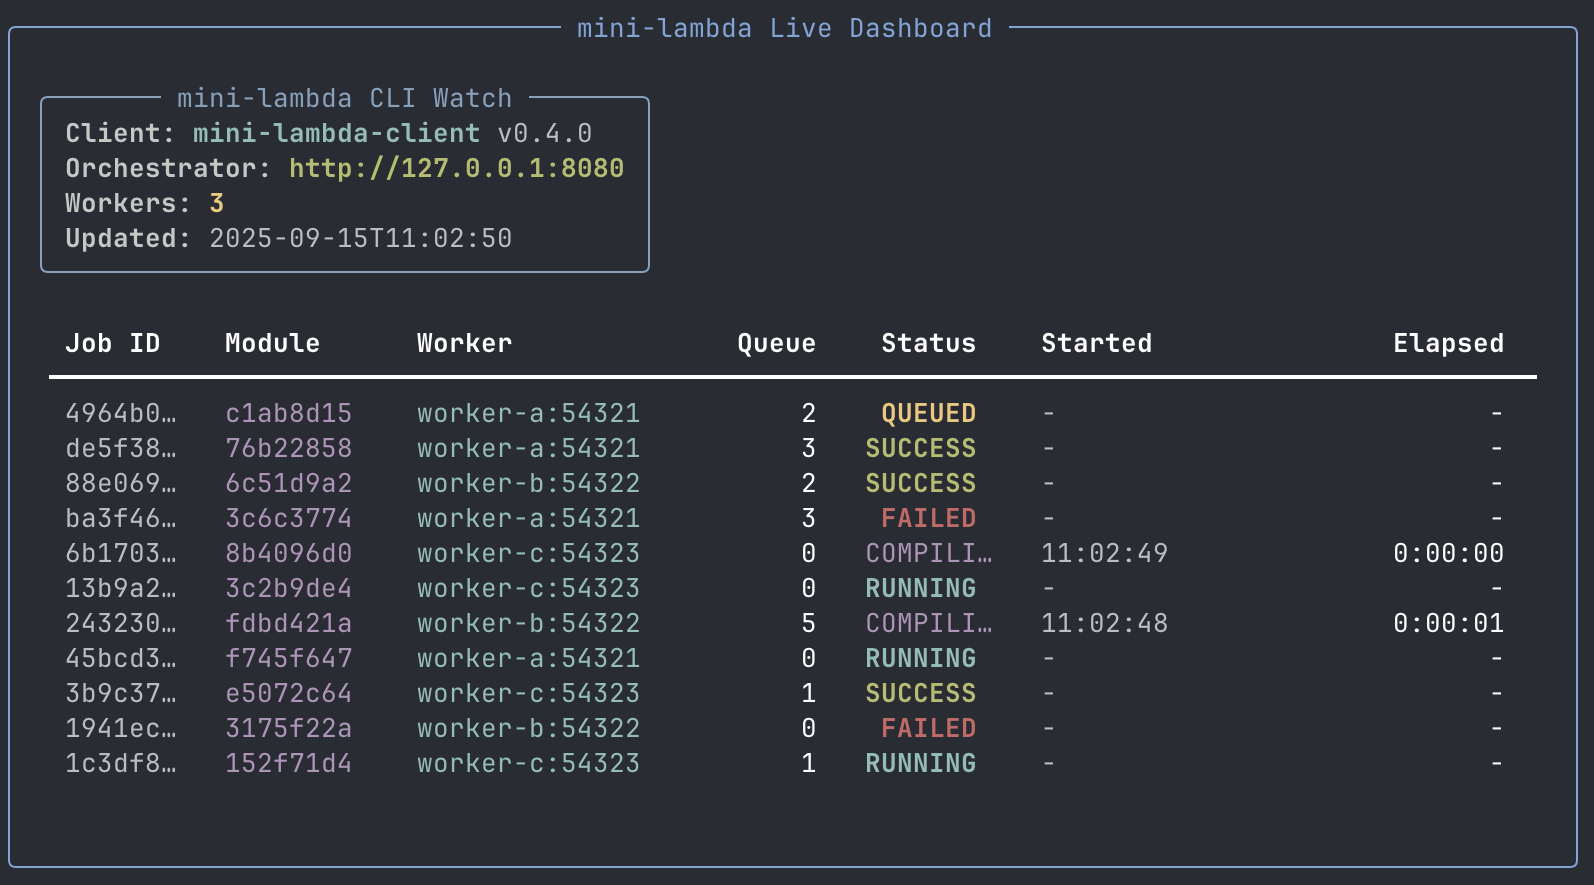 mini-lambda Live Dashboard
mini-lambda CLI Watch
Client: mini-lambda-client v0.4.0
Orchestrator: http://127.0.0.1:8080
Workers: 3
Updated: 2025-09-15T11:02:50
Job ID Module Worker Queue Status Started Elapsed
4964b0… c1ab8d15 worker-a:54321 2 QUEUED - -
de5f38… 76b22858 worker-a:54321 3 SUCCESS - -
88e069… 6c51d9a2 worker-b:54322 2 SUCCESS - -
ba3f46… 3c6c3774 worker-a:54321 3 FAILED - -
6b1703… 8b4096d0 worker-c:54323 0 COMPILI… 11:02:49 0:00:00
13b9a2… 3c2b9de4 worker-c:54323 0 RUNNING - -
243230… fdbd421a worker-b:54322 5 COMPILI… 11:02:48 0:00:01
45bcd3… f745f647 worker-a:54321 0 RUNNING - -
3b9c37… e5072c64 worker-c:54323 1 SUCCESS - -
1941ec… 3175f22a worker-b:54322 0 FAILED - -
1c3df8… 152f71d4 worker-c:54323 1 RUNNING - -